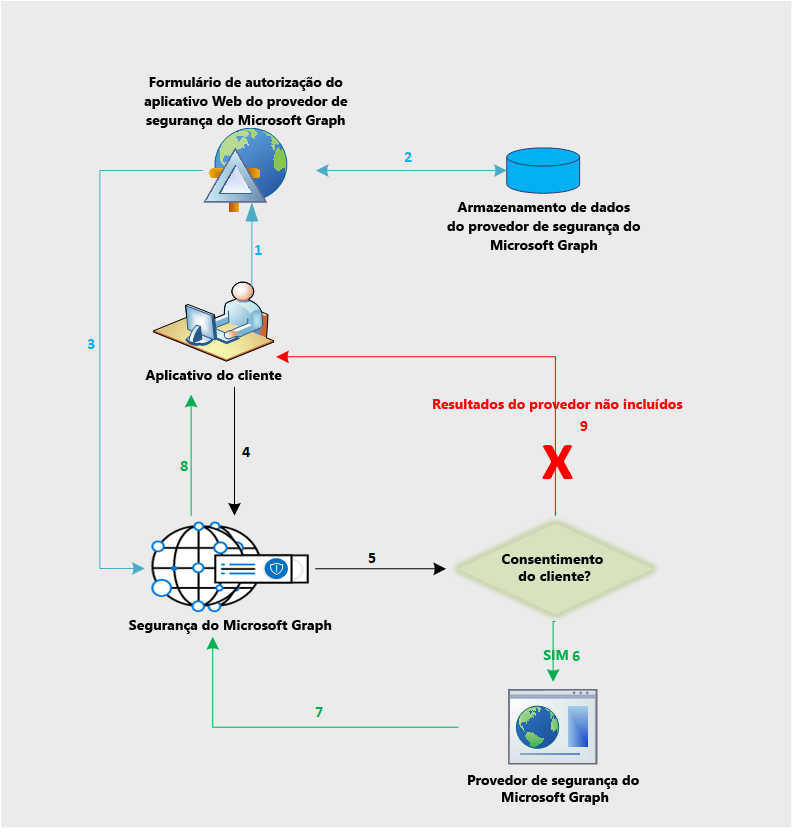 Formulário de autorização do
aplicativo Web do provedor de
segurança do Microsoft Graph
2
Armazenamento de dados
do provedor de segurança do
Microsoft Graph
1
3
Aplicativo do cliente
Resultados do provedor não incluídos
9
X
4
8
5
Consentimento
do cliente?
Segurança do Microsoft Graph
SIM 6
7
Provedor de segurança do
Microsoft Graph